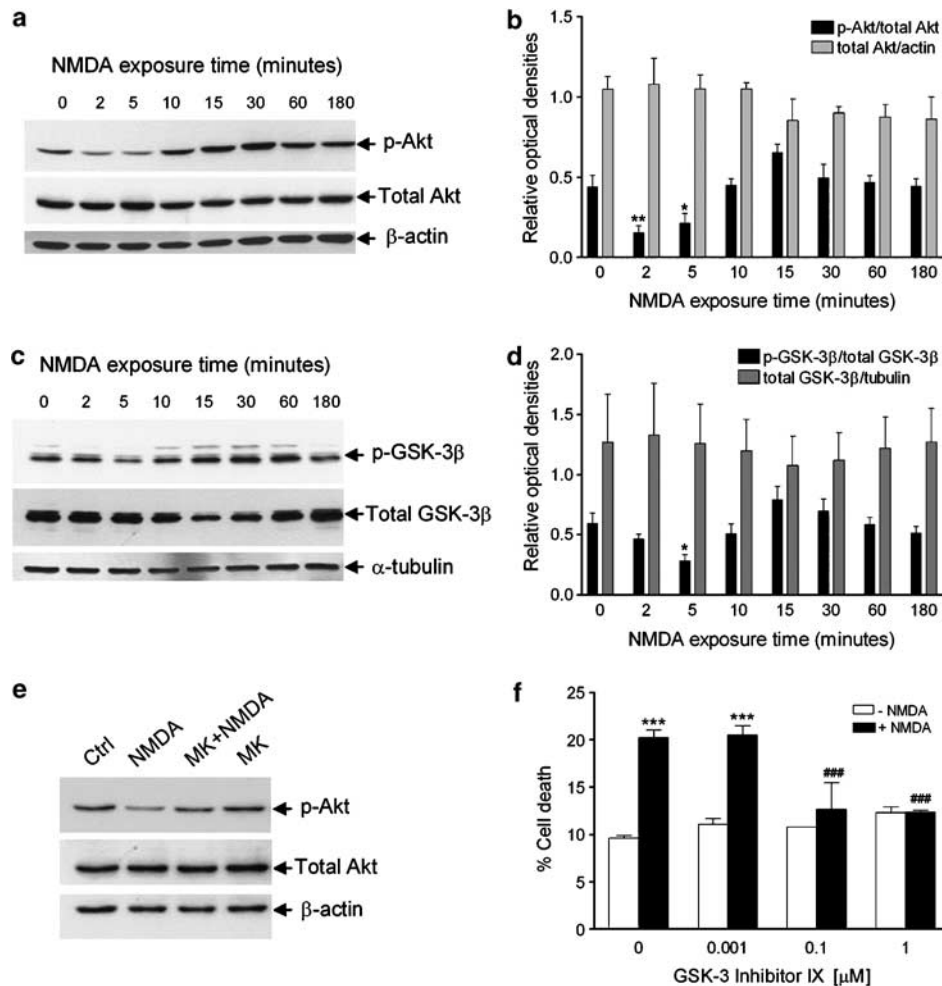 a
NMDA exposure time (minutes)
0 2 5 10 15 30 60 180
p-Akt
Total Akt
β-actin
b
p-Akt/total Akt
total Akt/actin
Relative optical densities
1.5
1.0
0.5
0.0
** *
0 2 5 10 15 30 60 180
NMDA exposure time (minutes)
c
NMDA exposure time (minutes)
0 2 5 10 15 30 60 180
p-GSK-3β
Total GSK-3β
α-tubulin
d
p-GSK-3β/total GSK-3β
total GSK-3β/tubulin
Relative optical densities
2.0
1.5
1.0
0.5
0.0
*
0 2 5 10 15 30 60 180
NMDA exposure time (minutes)
e
Ctrl NMDA MK+NMDA MK
p-Akt
Total Akt
β-actin
f
- NMDA
+ NMDA
% Cell death
25
20
15
10
5
0
*** *** ### ###
0 0.001 0.1 1
GSK-3 Inhibitor IX [μM]